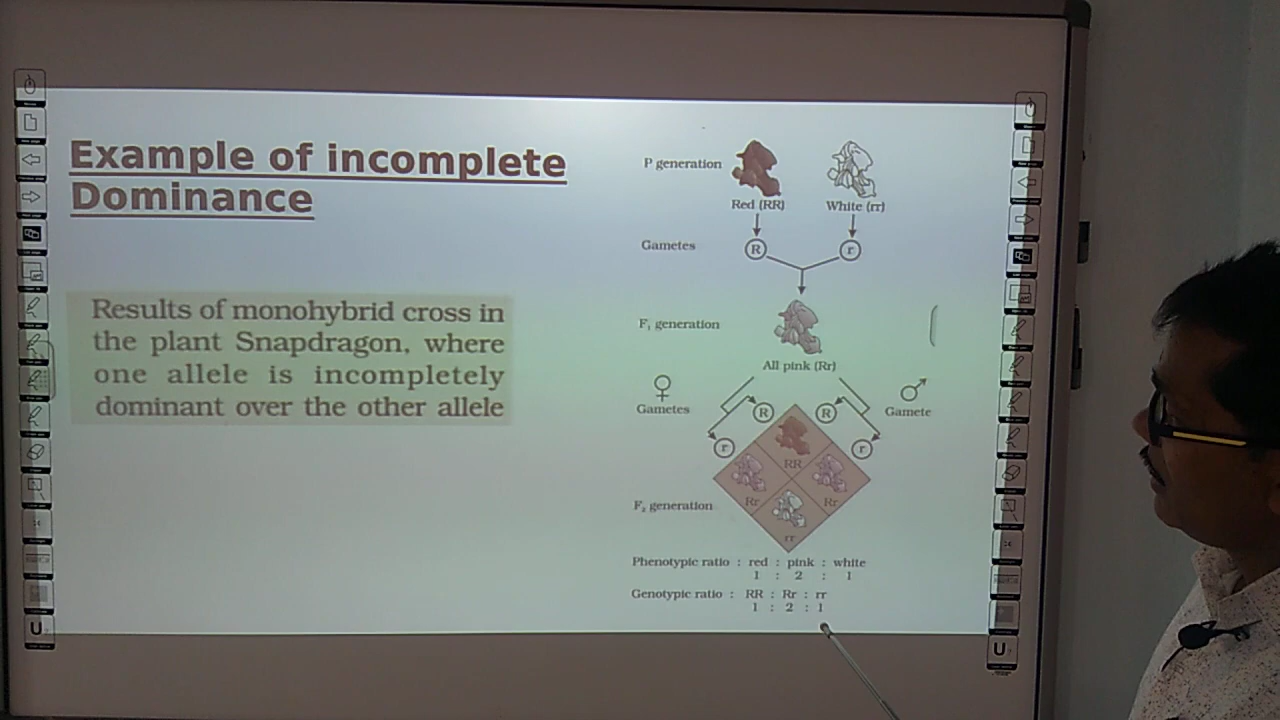 Example of incomplete
Dominance
Results of monohybrid cross in
the plant Snapdragon, where
one allele is incompletely
dominant over the other allele
P generation
Red (RR) White (rr)
Gametes R r
F₁ generation
All pink (Rr)
♀ ♂
Gametes R R Gamete
r r
RR
Rr Rr
F₂ generation
rr
Phenotypic ratio : red : pink : white
1 : 2 : 1
Genotypic ratio : RR : Rr : rr
1 : 2 : 1
U
U